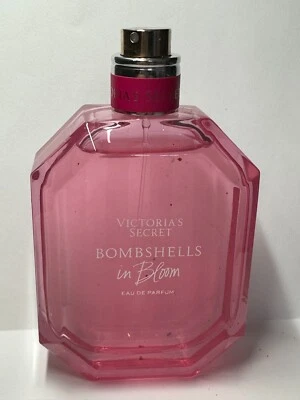 VICTORIA'S
SECRET
BOMBSHELLS
in Bloom
EAU DE PARFUM